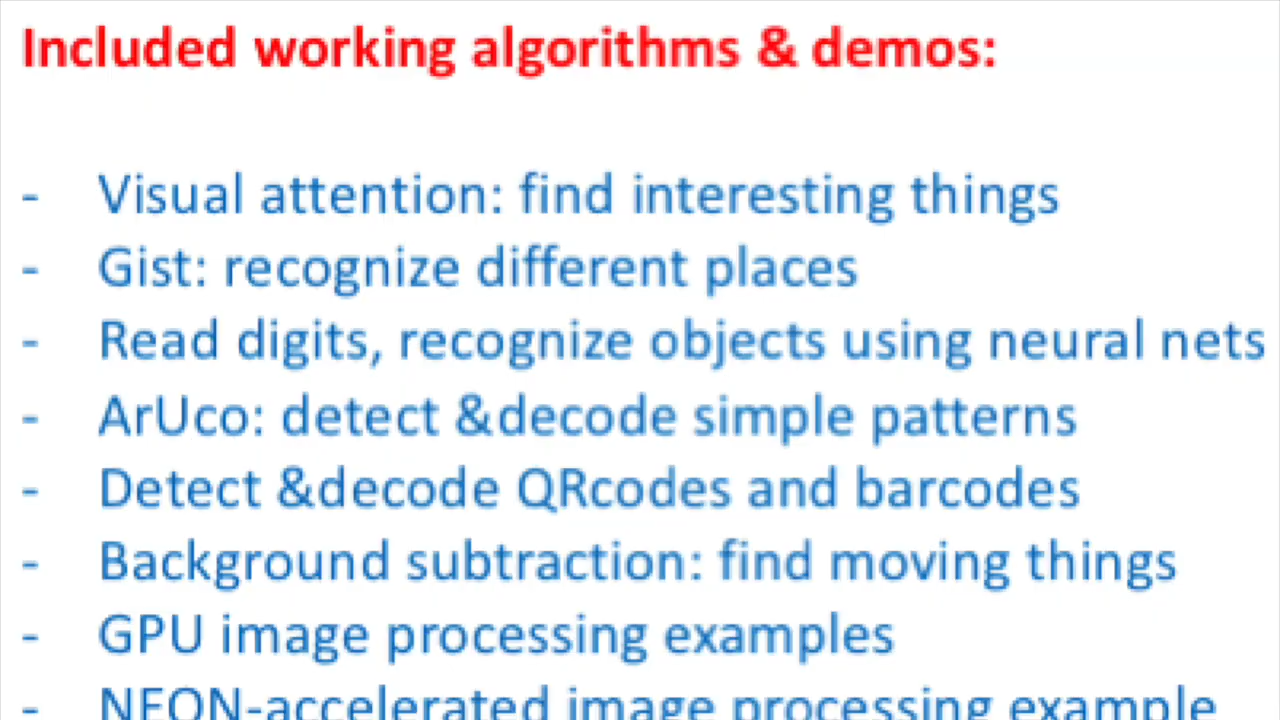 Included working algorithms & demos:
- Visual attention: find interesting things
- Gist: recognize different places
- Read digits, recognize objects using neural nets
- ArUco: detect &decode simple patterns
- Detect &decode QRcodes and barcodes
- Background subtraction: find moving things
- GPU image processing examples
- NEON-accelerated image processing example